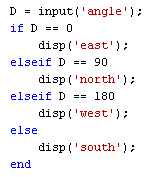 D = input('angle');
if D == 0
disp('east');
elseif D == 90
disp('north');
elseif D == 180
disp('west');
else
disp('south');
end